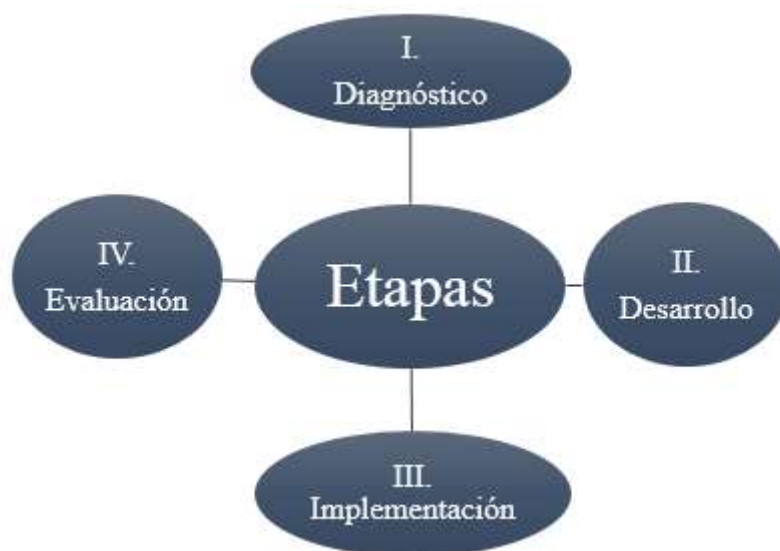 I.
Diagnóstico
IV.
Evaluación
Etapas
II.
Desarrollo
III.
Implementación